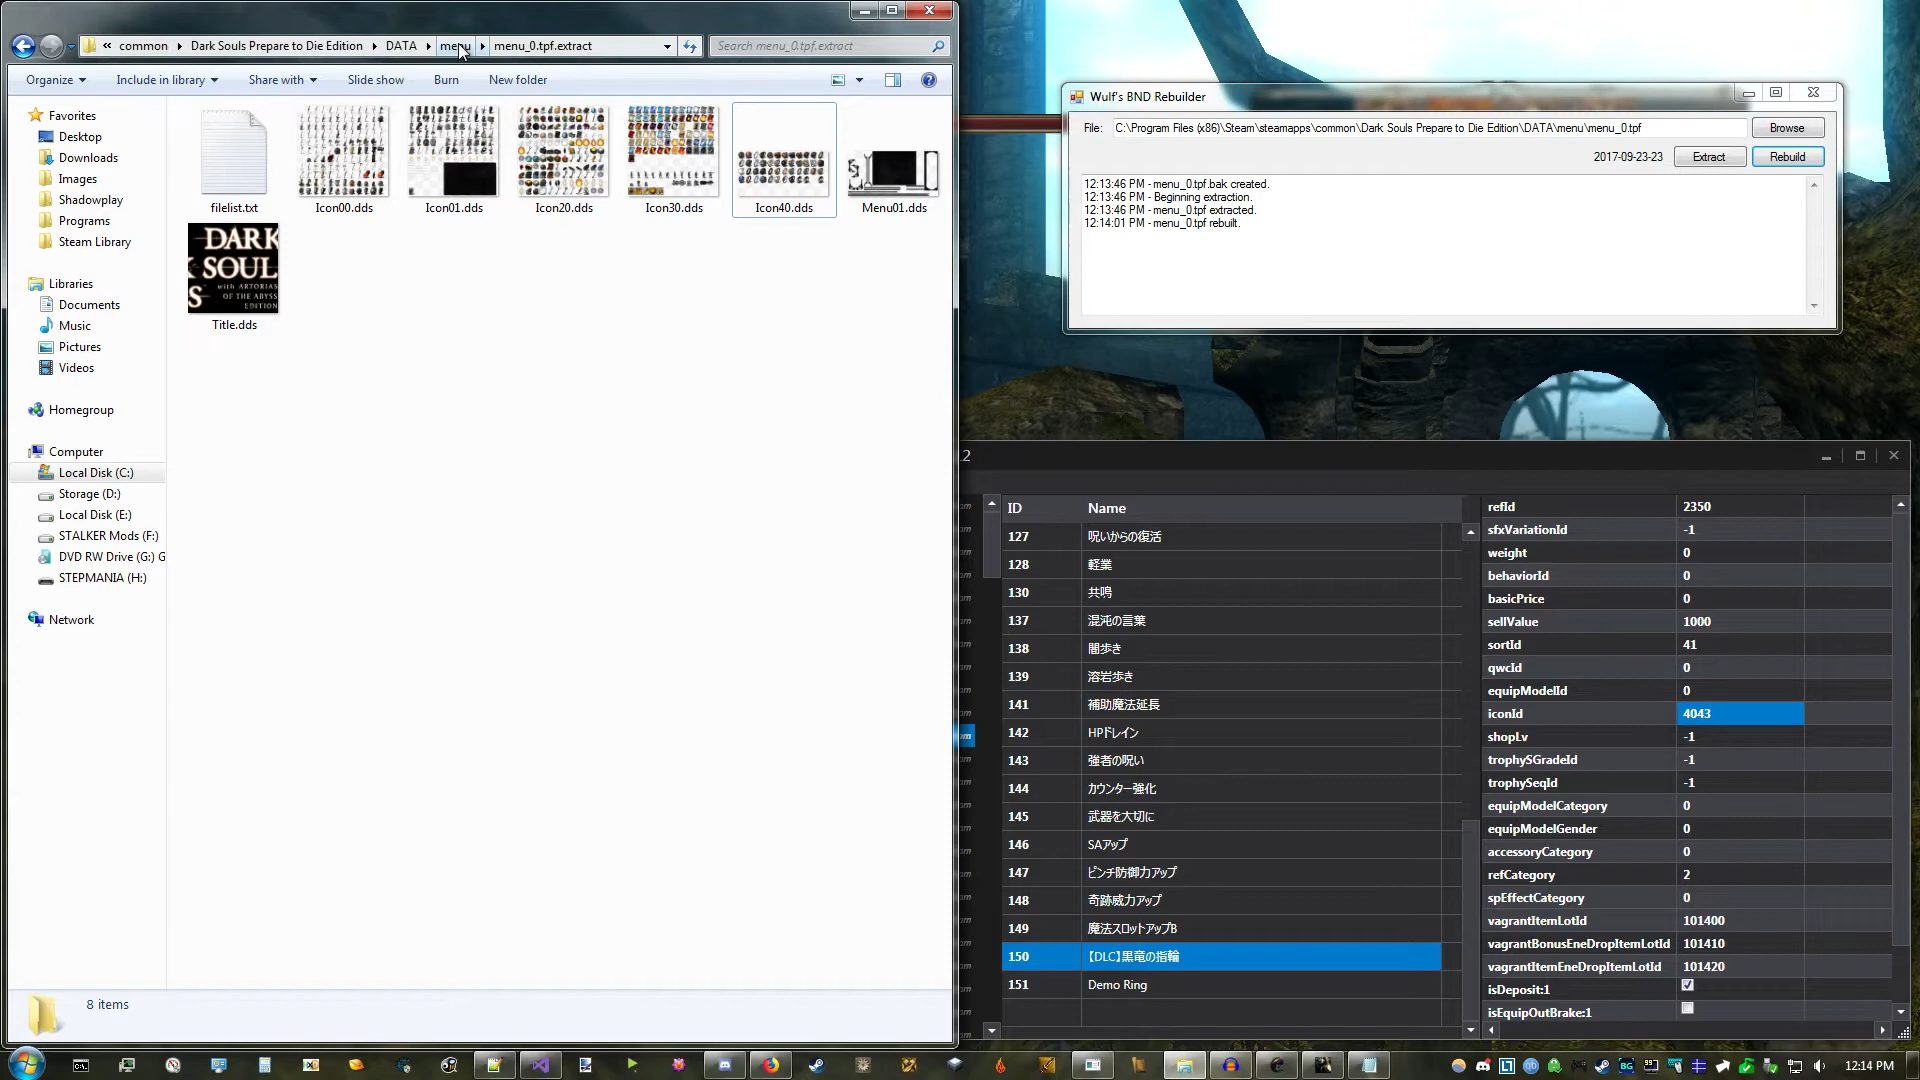 « common ▸ Dark Souls Prepare to Die Edition ▸ DATA ▸ menu ▸ menu_0.tpf.extract
Search menu_0.tpf.extract
Organize
Include in library
Share with
Slide show
Burn
New folder
Favorites
Desktop
Downloads
Images
Shadowplay
Programs
Steam Library
Libraries
Documents
Music
Pictures
Videos
Homegroup
Computer
Local Disk (C:)
Storage (D:)
Local Disk (E:)
STALKER Mods (F:)
DVD RW Drive (G:) G
STEPMANIA (H:)
Network
filelist.txt
Icon00.dds
Icon01.dds
Icon20.dds
Icon30.dds
Icon40.dds
Menu01.dds
DARK
SOUL
with ARTORIAS
OF THE ABYSS
EDITION
Title.dds
8 items
Wulf's BND Rebuilder
File: C:\Program Files (x86)\Steam\steamapps\common\Dark Souls Prepare to Die Edition\DATA\menu\menu_0.tpf
Browse
2017-09-23-23
Extract
Rebuild
12:13:46 PM - menu_0.tpf.bak created.
12:13:46 PM - Beginning extraction.
12:13:46 PM - menu_0.tpf extracted.
12:14:01 PM - menu_0.tpf rebuilt.
.2
ID Name
127 呪いからの復活
128 軽業
130 共鳴
137 混沌の言葉
138 闇歩き
139 溶岩歩き
141 補助魔法延長
142 HPドレイン
143 強者の呪い
144 カウンター強化
145 武器を大切に
146 SAアップ
147 ピンチ防御力アップ
148 奇跡威力アップ
149 魔法スロットアップB
150 【DLC】黒竜の指輪
151 Demo Ring
refId 2350
sfxVariationId -1
weight 0
behaviorId 0
basicPrice 0
sellValue 1000
sortId 41
qwcId 0
equipModelId 0
iconId 4043
shopLv -1
trophySGradeId -1
trophySeqId -1
equipModelCategory 0
equipModelGender 0
accessoryCategory 0
refCategory 2
spEffectCategory 0
vagrantItemLotId 101400
vagrantBonusEneDropItemLotId 101410
vagrantItemEneDropItemLotId 101420
isDeposit:1
isEquipOutBrake:1
12:14 PM